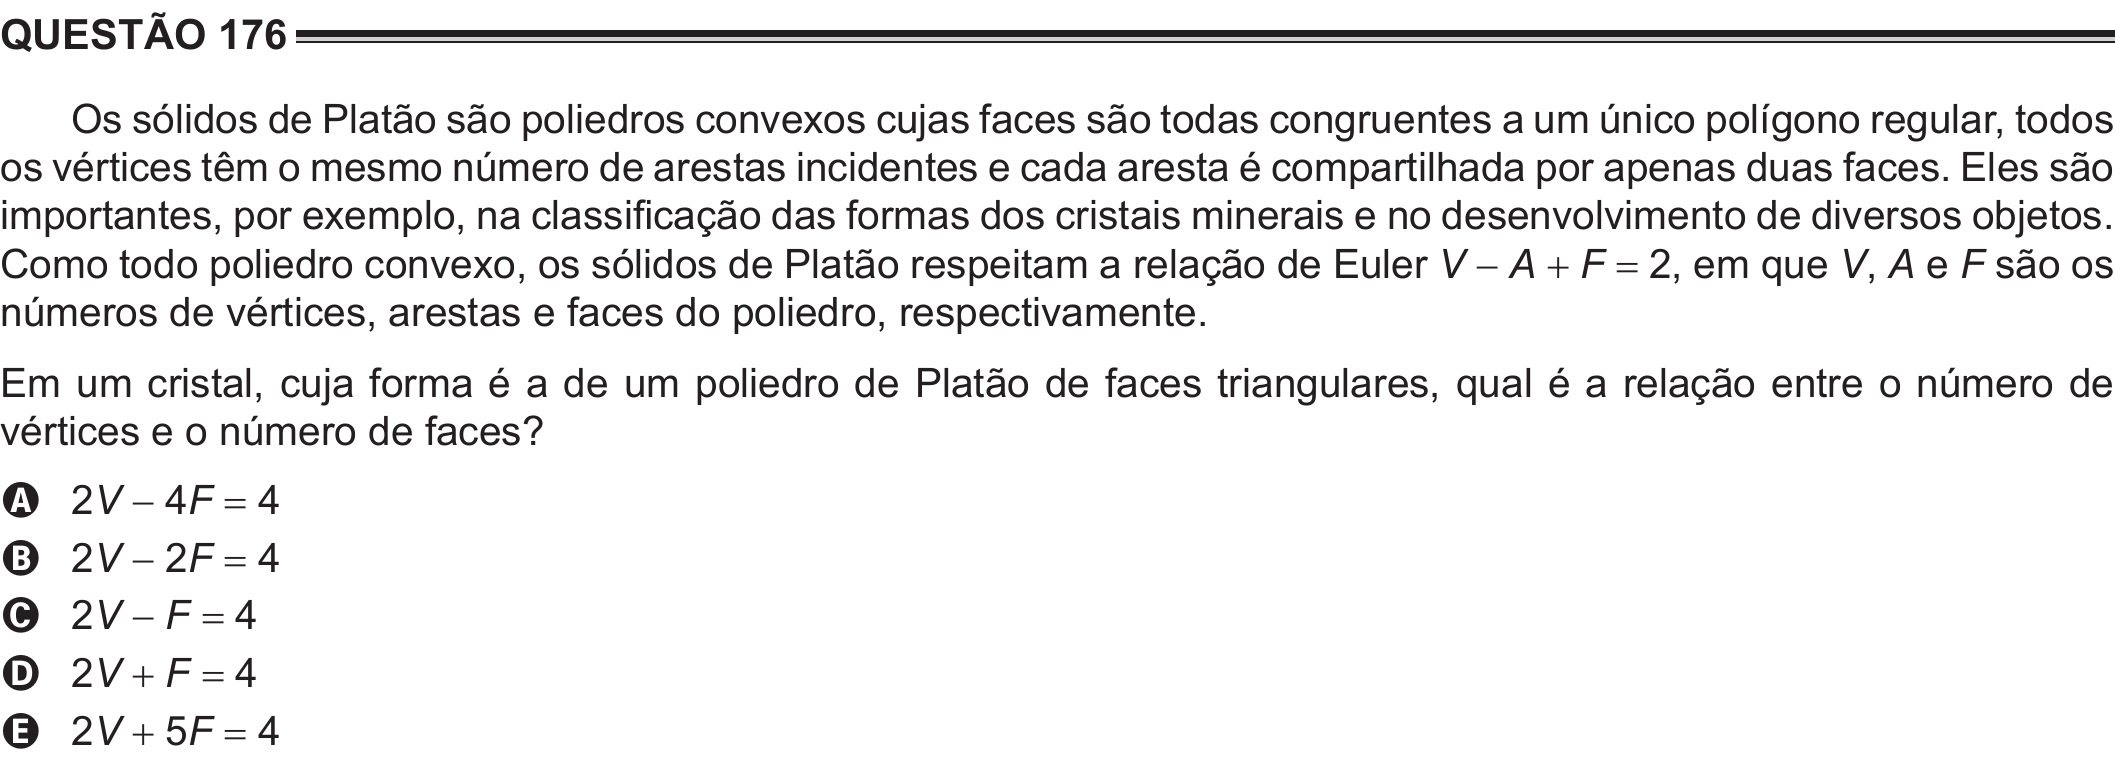 QUESTÃO 176
Os sólidos de Platão são poliedros convexos cujas faces são todas congruentes a um único polígono regular, todos
os vértices têm o mesmo número de arestas incidentes e cada aresta é compartilhada por apenas duas faces. Eles são
importantes, por exemplo, na classificação das formas dos cristais minerais e no desenvolvimento de diversos objetos.
Como todo poliedro convexo, os sólidos de Platão respeitam a relação de Euler V – A + F = 2, em que V, A e F são os
números de vértices, arestas e faces do poliedro, respectivamente.
Em um cristal, cuja forma é a de um poliedro de Platão de faces triangulares, qual é a relação entre o número de
vértices e o número de faces?
A 2V – 4F = 4
B 2V – 2F = 4
C 2V – F = 4
D 2V + F = 4
E 2V + 5F = 4